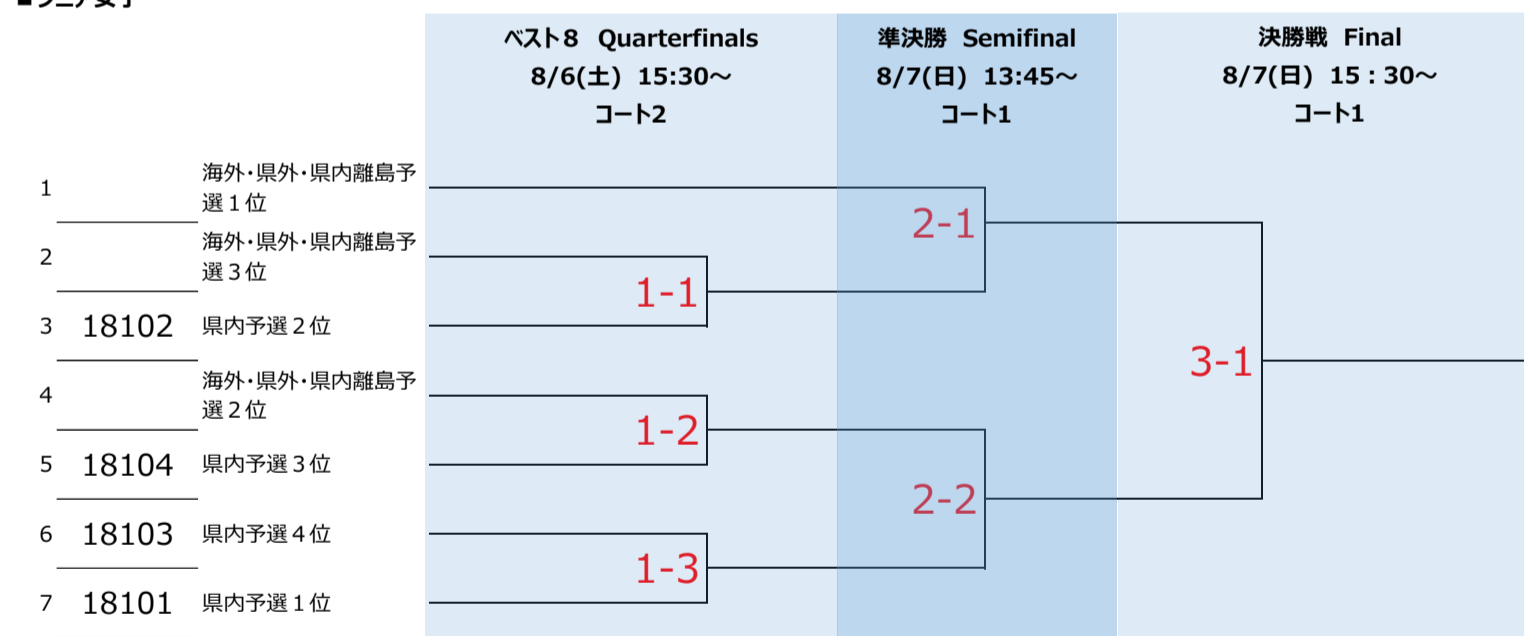 ベスト8 Quarterfinals
8/6(土) 15:30～
コート2
準決勝 Semifinal
8/7(日) 13:45～
コート1
決勝戦 Final
8/7(日) 15：30～
コート1
1 海外･県外･県内離島予
選１位
2 海外･県外･県内離島予
選３位
3 18102 県内予選２位
4 海外･県外･県内離島予
選２位
5 18104 県内予選３位
6 18103 県内予選４位
7 18101 県内予選１位
1-1
1-2
1-3
2-1
2-2
3-1